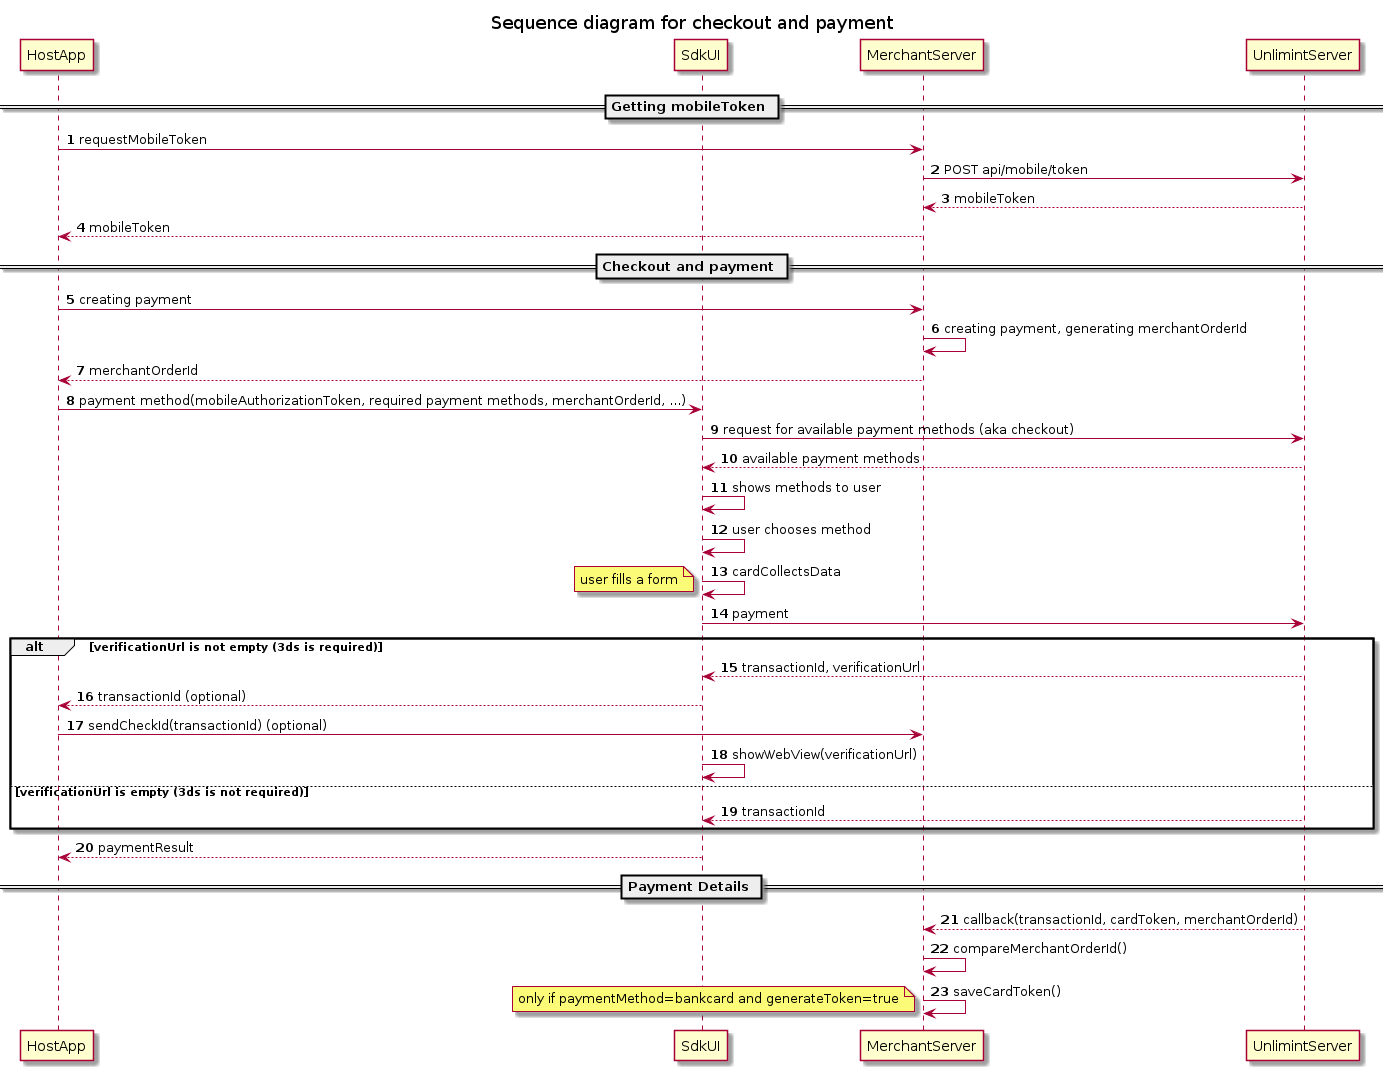 Sequence diagram for checkout and payment
HostApp SdkUI MerchantServer UnlimintServer
Getting mobileToken
1 requestMobileToken
2 POST api/mobile/token
3 mobileToken
4 mobileToken
Checkout and payment
5 creating payment
6 creating payment, generating merchantOrderId
7 merchantOrderId
8 payment method(mobileAuthorizationToken, required payment methods, merchantOrderId, ...)
9 request for available payment methods (aka checkout)
10 available payment methods
11 shows methods to user
12 user chooses method
13 cardCollectsData
user fills a form
14 payment
alt [verificationUrl is not empty (3ds is required)]
15 transactionId, verificationUrl
16 transactionId (optional)
17 sendCheckId(transactionId) (optional)
18 showWebView(verificationUrl)
[verificationUrl is empty (3ds is not required)]
19 transactionId
20 paymentResult
Payment Details
21 callback(transactionId, cardToken, merchantOrderId)
22 compareMerchantOrderId()
23 saveCardToken()
only if paymentMethod=bankcard and generateToken=true
HostApp SdkUI MerchantServer UnlimintServer